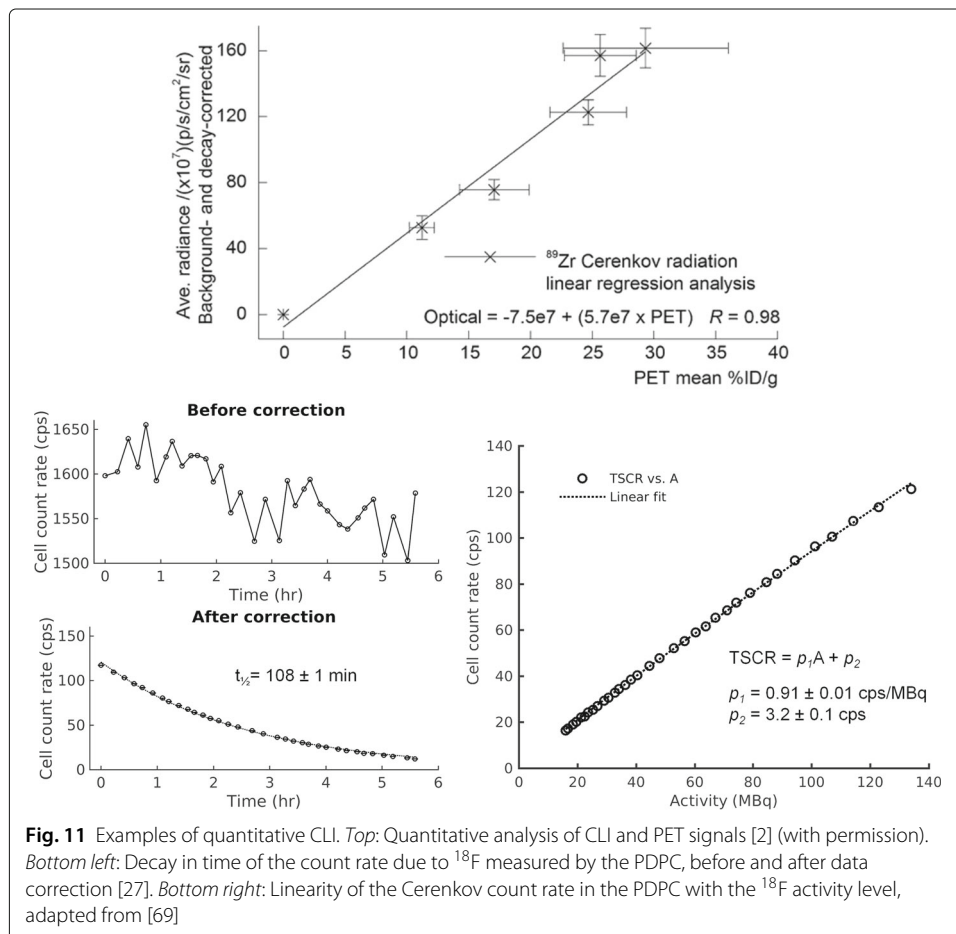 Ave. radiance /(x10⁷)(p/s/cm²/sr)
Background- and decay-corrected
160
120
80
40
0
⁸⁹Zr Cerenkov radiation
linear regression analysis
Optical = -7.5e7 + (5.7e7 x PET) R = 0.98
0 5 10 15 20 25 30 35 40
PET mean %ID/g
Before correction
Cell count rate (cps)
1650
1600
1550
1500
0 1 2 3 4 5 6
Time (hr)
After correction
Cell count rate (cps)
150
100
50
0
t½= 108 ± 1 min
0 1 2 3 4 5 6
Time (hr)
Cell count rate (cps)
140
120
100
80
60
40
20
0
TSCR vs. A
Linear fit
TSCR = p₁A + p₂
p₁ = 0.91 ± 0.01 cps/MBq
p₂ = 3.2 ± 0.1 cps
0 20 40 60 80 100 120 140
Activity (MBq)
Fig. 11 Examples of quantitative CLI. Top: Quantitative analysis of CLI and PET signals [2] (with permission).
Bottom left: Decay in time of the count rate due to ¹⁸F measured by the PDPC, before and after data
correction [27]. Bottom right: Linearity of the Cerenkov count rate in the PDPC with the ¹⁸F activity level,
adapted from [69]